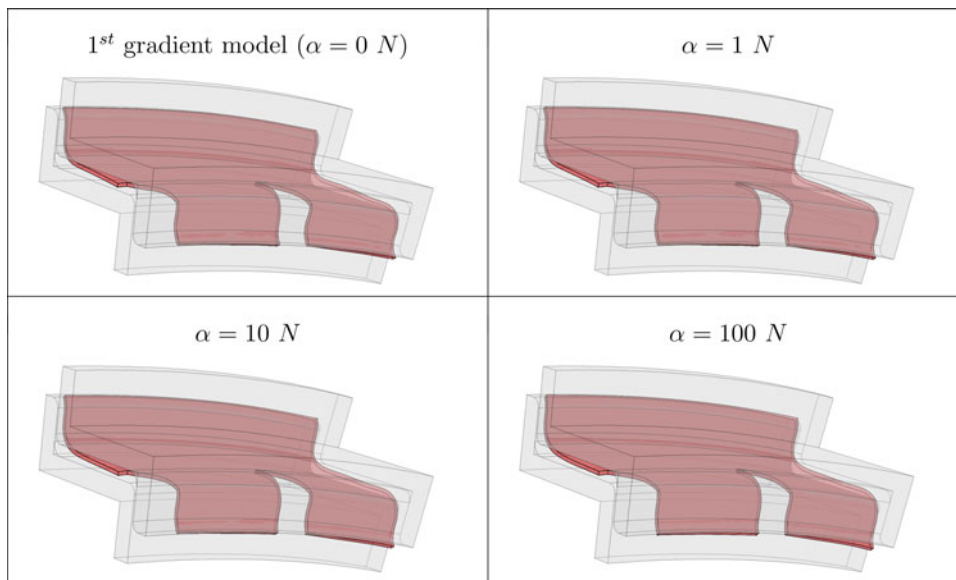 1st gradient model (α = 0 N)
α = 1 N
α = 10 N
α = 100 N